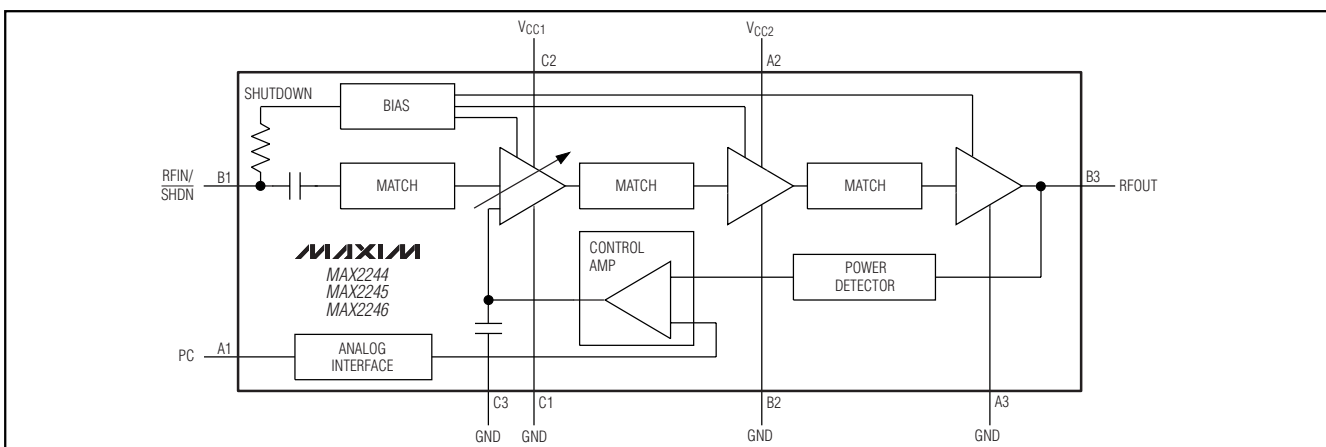 VCC1
VCC2
C2
A2
SHUTDOWN
BIAS
RFIN/
SHDN
B1
MATCH
MATCH
MATCH
B3
RFOUT
MAXIM
MAX2244
MAX2245
MAX2246
CONTROL
AMP
POWER
DETECTOR
PC
A1
ANALOG
INTERFACE
C3
C1
B2
A3
GND
GND
GND
GND